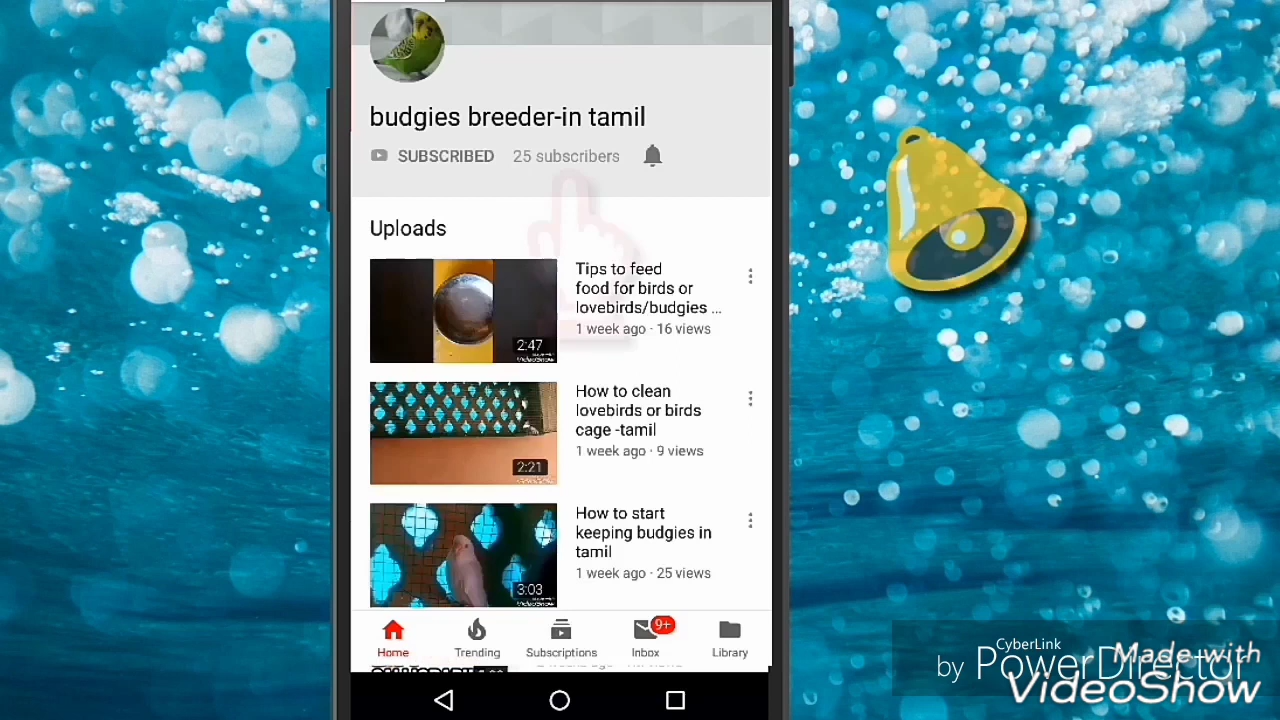 budgies breeder-in tamil
SUBSCRIBED 25 subscribers
Uploads
Tips to feed
food for birds or
lovebirds/budgies ...
1 week ago · 16 views
2:47
VideoShow
How to clean
lovebirds or birds
cage -tamil
1 week ago · 9 views
2:21
How to start
keeping budgies in
tamil
1 week ago · 25 views
3:03
VideoShow
9+
Home Trending Subscriptions Inbox Library
CyberLink
by PowerDirector
Made with
VideoShow